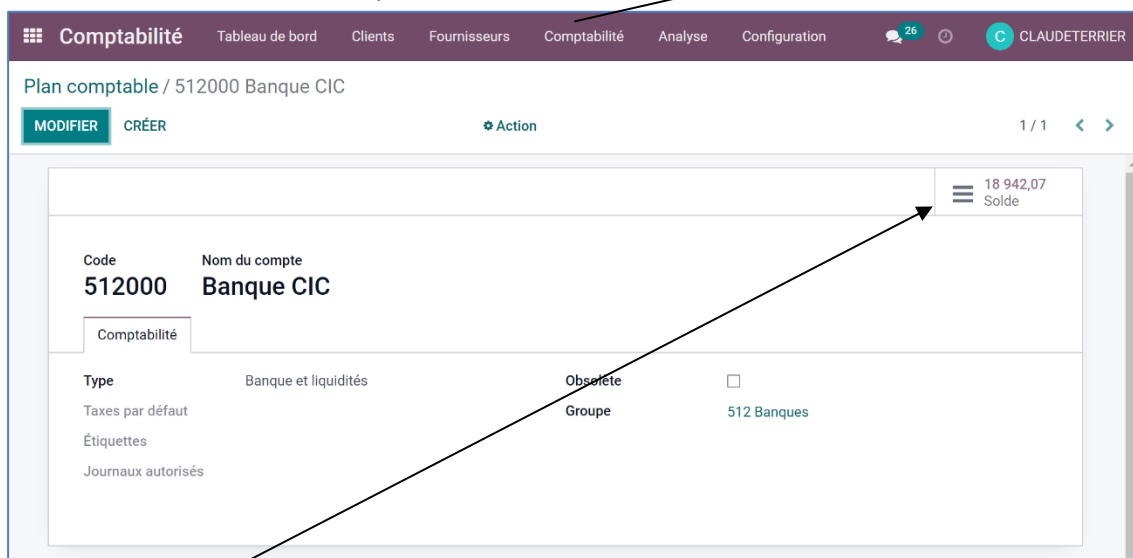 Comptabilité Tableau de bord Clients Fournisseurs Comptabilité Analyse Configuration 26 C CLAUDETERRIER
Plan comptable / 512000 Banque CIC
MODIFIER CRÉER Action 1 / 1
18 942,07
Solde
Code Nom du compte
512000 Banque CIC
Comptabilité
Type Banque et liquidités Obsolète
Taxes par défaut Groupe 512 Banques
Étiquettes
Journaux autorisés